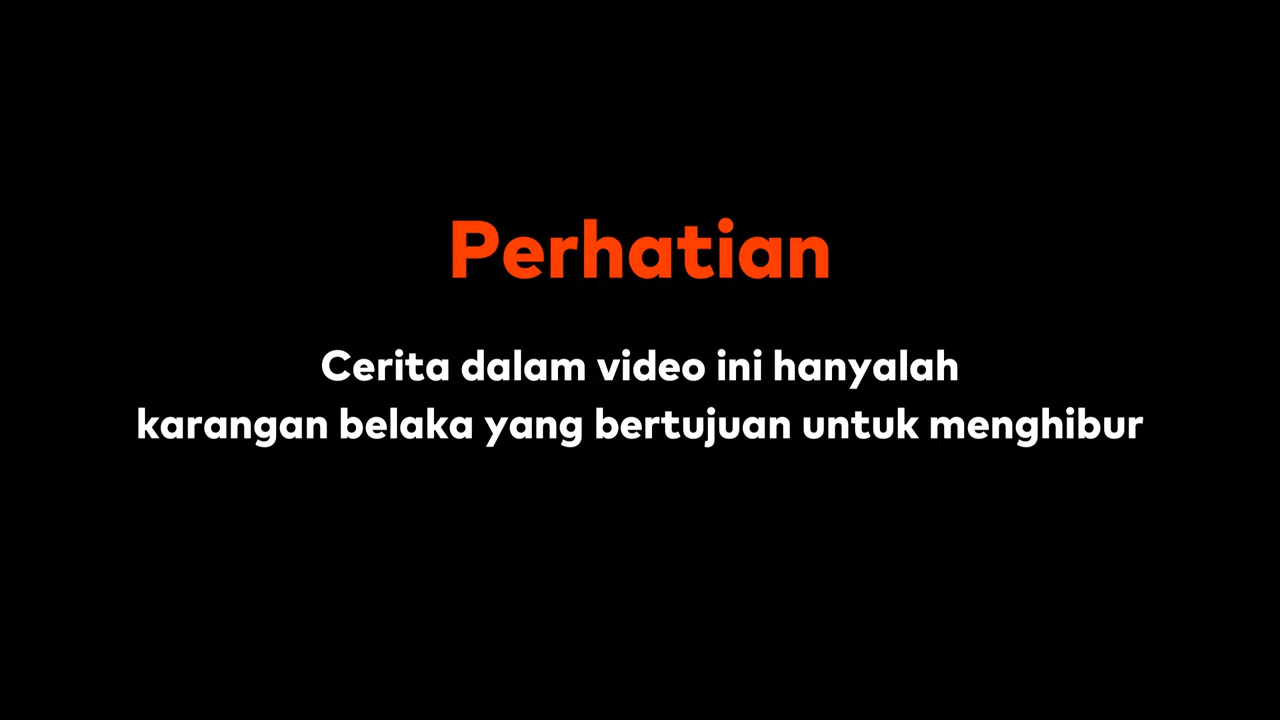 Perhatian
Cerita dalam video ini hanyalah
karangan belaka yang bertujuan untuk menghibur